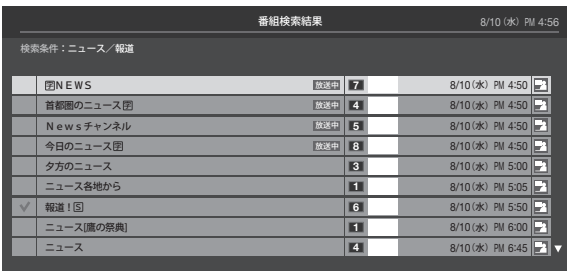 番組検索結果 8/10 (水) PM 4:56
検索条件：ニュース／報道
字NEWS 放送中 7 8/10(水) PM 4:50
首都圏のニュース字 放送中 4 8/10(水) PM 4:50
Newsチャンネル 放送中 5 8/10(水) PM 4:50
今日のニュース字 放送中 8 8/10(水) PM 4:50
夕方のニュース 3 8/10(水) PM 5:00
ニュース各地から 1 8/10(水) PM 5:05
報道！S 6 8/10(水) PM 5:50
ニュース[鷹の祭典] 1 8/10(水) PM 6:00
ニュース 4 8/10(水) PM 6:45